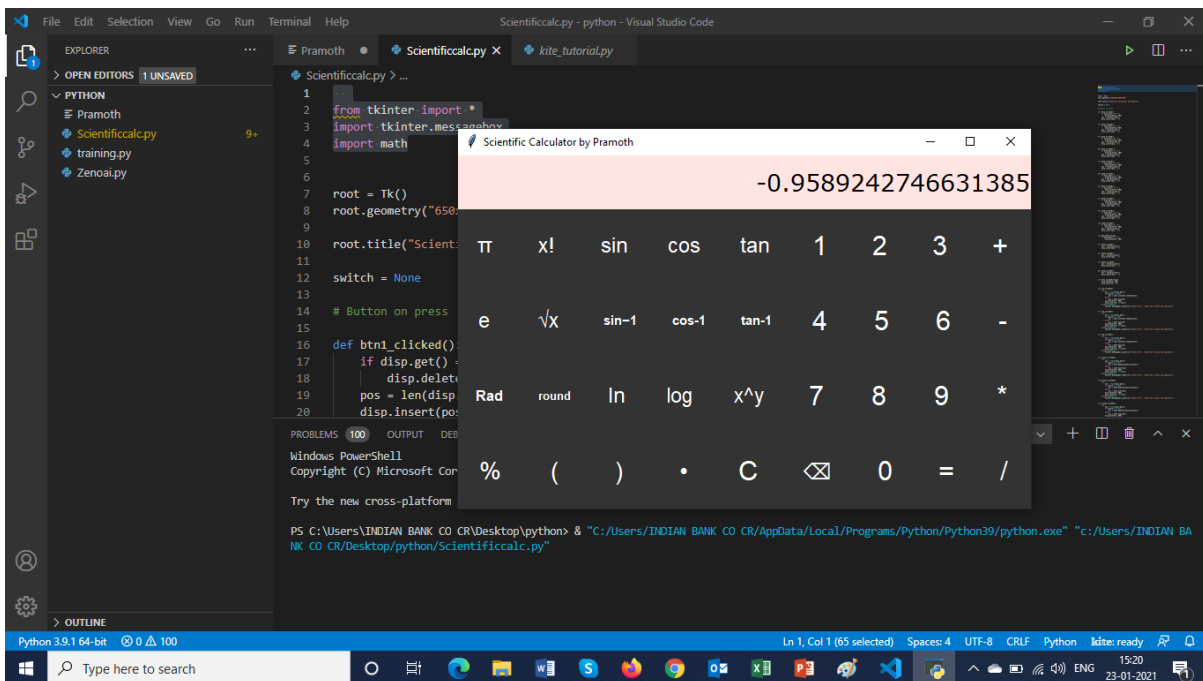 File Edit Selection View Go Run Terminal Help Scientificcalc.py - python - Visual Studio Code
EXPLORER
OPEN EDITORS 1 UNSAVED
PYTHON
Pramoth
Scientificcalc.py 9+
training.py
Zenoai.py
OUTLINE
Pramoth Scientificcalc.py kite_tutorial.py
Scientificcalc.py > ...
1
2 from tkinter import *
3 import tkinter.messagebox
4 import math
5
6
7 root = Tk()
8 root.geometry("650
9
10 root.title("Scient
11
12 switch = None
13
14 # Button on press
15
16 def btn1_clicked()
17 if disp.get() =
18 disp.delet
19 pos = len(disp
20 disp.insert(po
Scientific Calculator by Pramoth
-0.9589242746631385
π x! sin cos tan 1 2 3 +
e √x sin−1 cos-1 tan-1 4 5 6 -
Rad round ln log x^y 7 8 9 *
% ( ) • C ⌫ 0 = /
PROBLEMS 100 OUTPUT DEB
Windows PowerShell
Copyright (C) Microsoft Cor
Try the new cross-platform
PS C:\Users\INDIAN BANK CO CR\Desktop\python> & "C:/Users/INDIAN BANK CO CR/AppData/Local/Programs/Python/Python39/python.exe" "c:/Users/INDIAN BA
NK CO CR/Desktop/python/Scientificcalc.py"
Python 3.9.1 64-bit 0 100 Ln 1, Col 1 (65 selected) Spaces: 4 UTF-8 CRLF Python kite: ready
Type here to search
ENG
15:20
23-01-2021